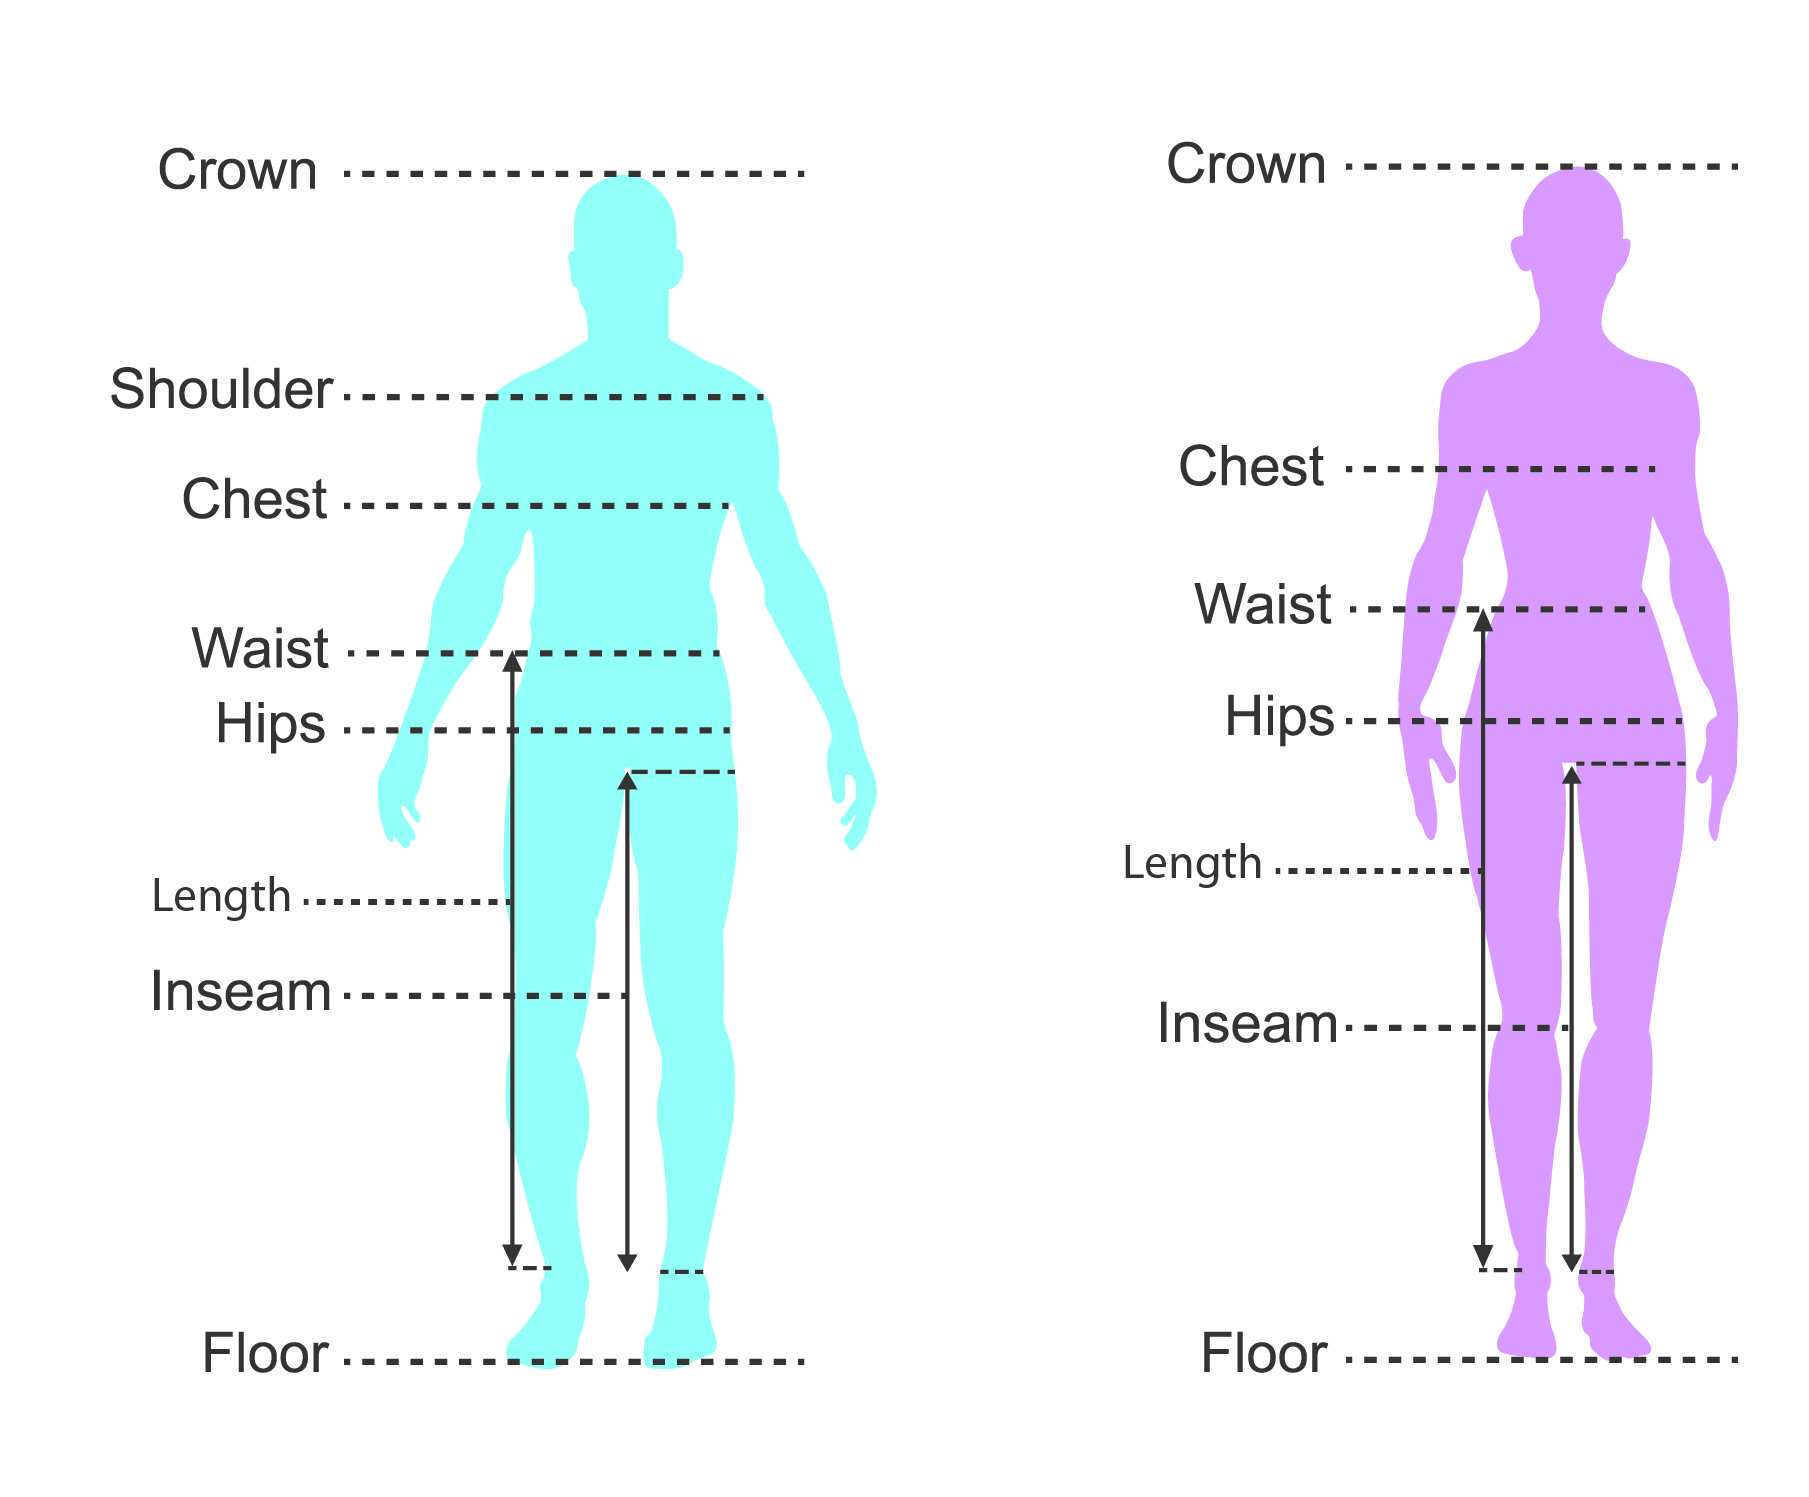 Crown
Shoulder
Chest
Waist
Hips
Length
Inseam
Floor
Crown
Chest
Waist
Hips
Length
Inseam
Floor